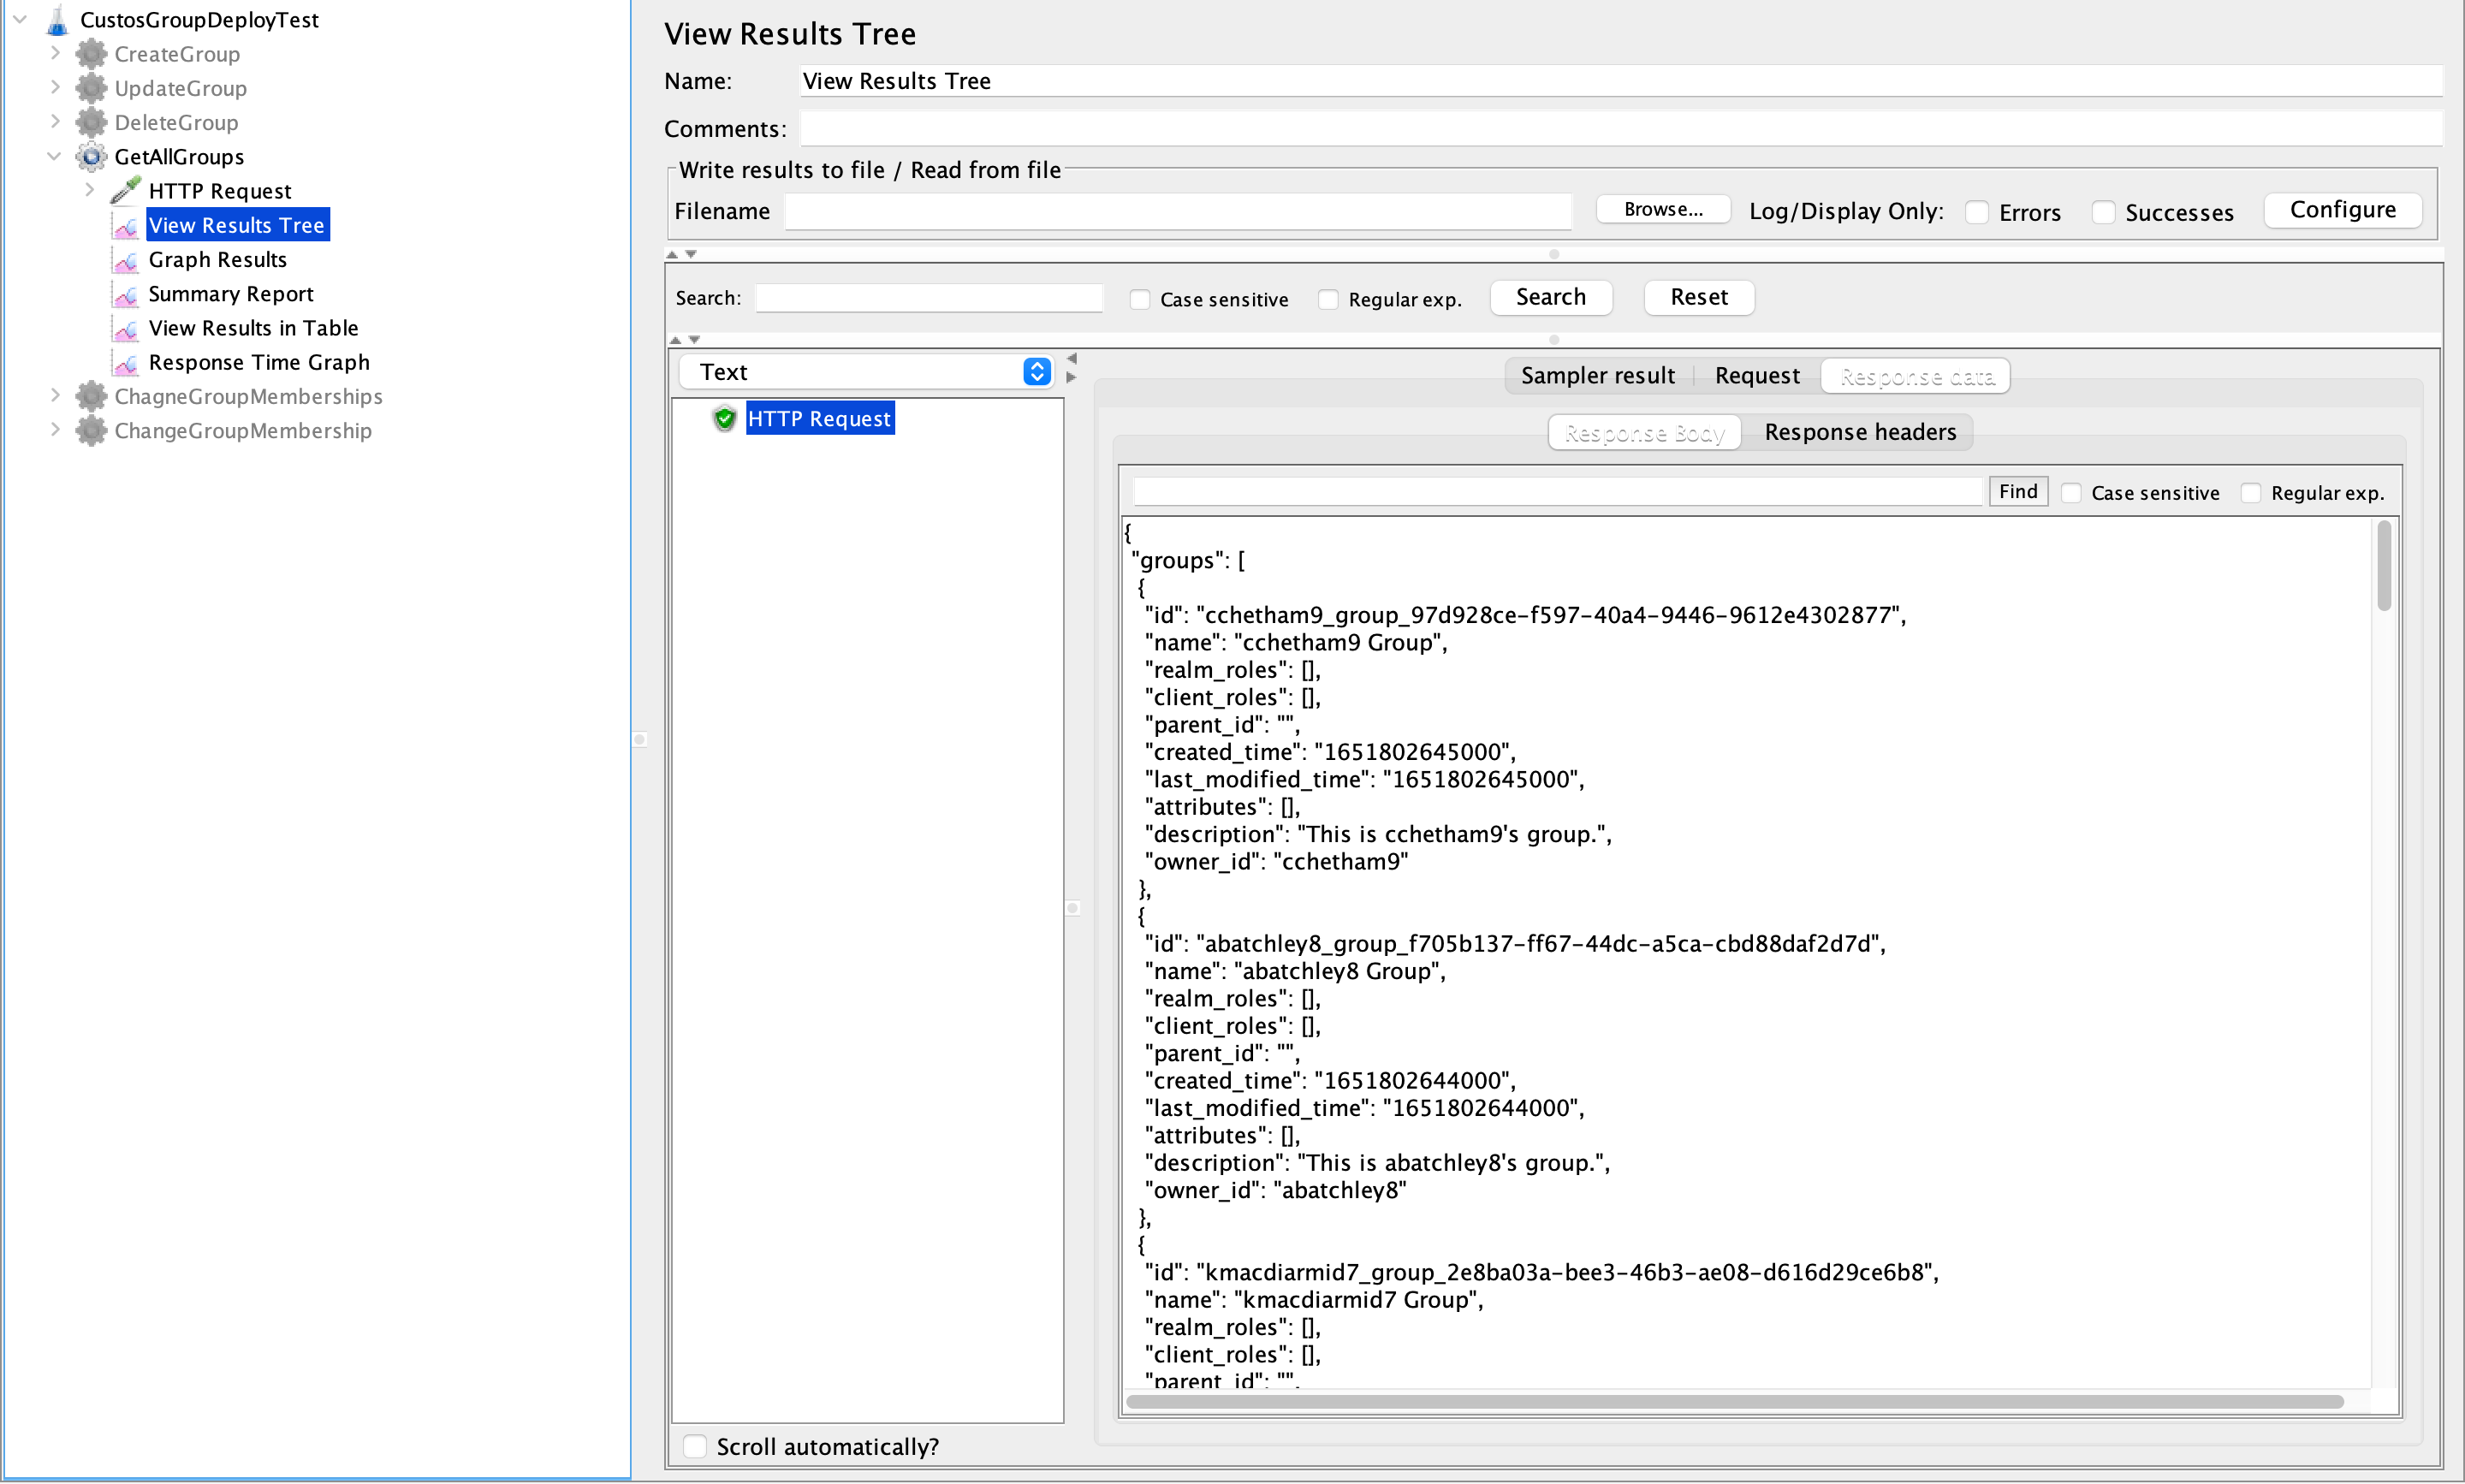 CustosGroupDeployTest
CreateGroup
UpdateGroup
DeleteGroup
GetAllGroups
HTTP Request
View Results Tree
Graph Results
Summary Report
View Results in Table
Response Time Graph
ChagneGroupMemberships
ChangeGroupMembership
View Results Tree
Name: View Results Tree
Comments:
Write results to file / Read from file
Filename Browse... Log/Display Only: Errors Successes Configure
Search: Case sensitive Regular exp. Search Reset
Text
HTTP Request
Scroll automatically?
Sampler result Request Response data
Response Body Response headers
Find Case sensitive Regular exp.
{
"groups": [
{
"id": "cchetham9_group_97d928ce-f597-40a4-9446-9612e4302877",
"name": "cchetham9 Group",
"realm_roles": [],
"client_roles": [],
"parent_id": "",
"created_time": "1651802645000",
"last_modified_time": "1651802645000",
"attributes": [],
"description": "This is cchetham9's group.",
"owner_id": "cchetham9"
},
{
"id": "abatchley8_group_f705b137-ff67-44dc-a5ca-cbd88daf2d7d",
"name": "abatchley8 Group",
"realm_roles": [],
"client_roles": [],
"parent_id": "",
"created_time": "1651802644000",
"last_modified_time": "1651802644000",
"attributes": [],
"description": "This is abatchley8's group.",
"owner_id": "abatchley8"
},
{
"id": "kmacdiarmid7_group_2e8ba03a-bee3-46b3-ae08-d616d29ce6b8",
"name": "kmacdiarmid7 Group",
"realm_roles": [],
"client_roles": [],
"parent_id": "",